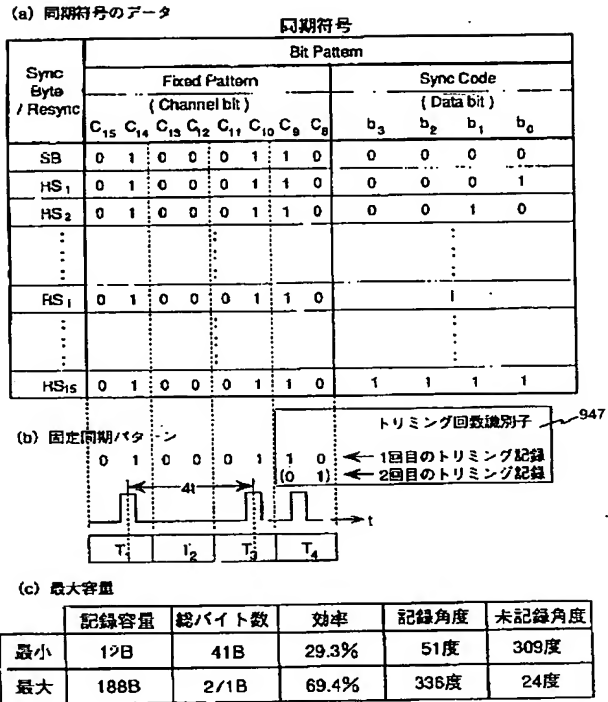 (a) 同期符号のデータ
同期符号
Sync Byte / Resync
Bit Pattern
Fixed Pattern
( Channel bit )
Sync Code
( Data bit )
C15 C14 C13 C12 C11 C10 C9 C8 b3 b2 b1 b0
SB 0 1 0 0 0 1 1 0 0 0 0 0
RS1 0 1 0 0 0 1 1 0 0 0 0 1
RS2 0 1 0 0 0 1 1 0 0 0 1 0
RSi 0 1 0 0 0 1 1 0 i
RS15 0 1 0 0 0 1 1 0 1 1 1 1
トリミング回数識別子 947
(b) 固定同期パターン
0 1 0 0 0 1 1 0 ← 1回目のトリミング記録
(0 1) ← 2回目のトリミング記録
4t
t
T1 T2 T3 T4
(c) 最大容量
記録容量 総バイト数 効率 記録角度 未記録角度
最小 12B 41B 29.3% 51度 309度
最大 188B 271B 69.4% 336度 24度